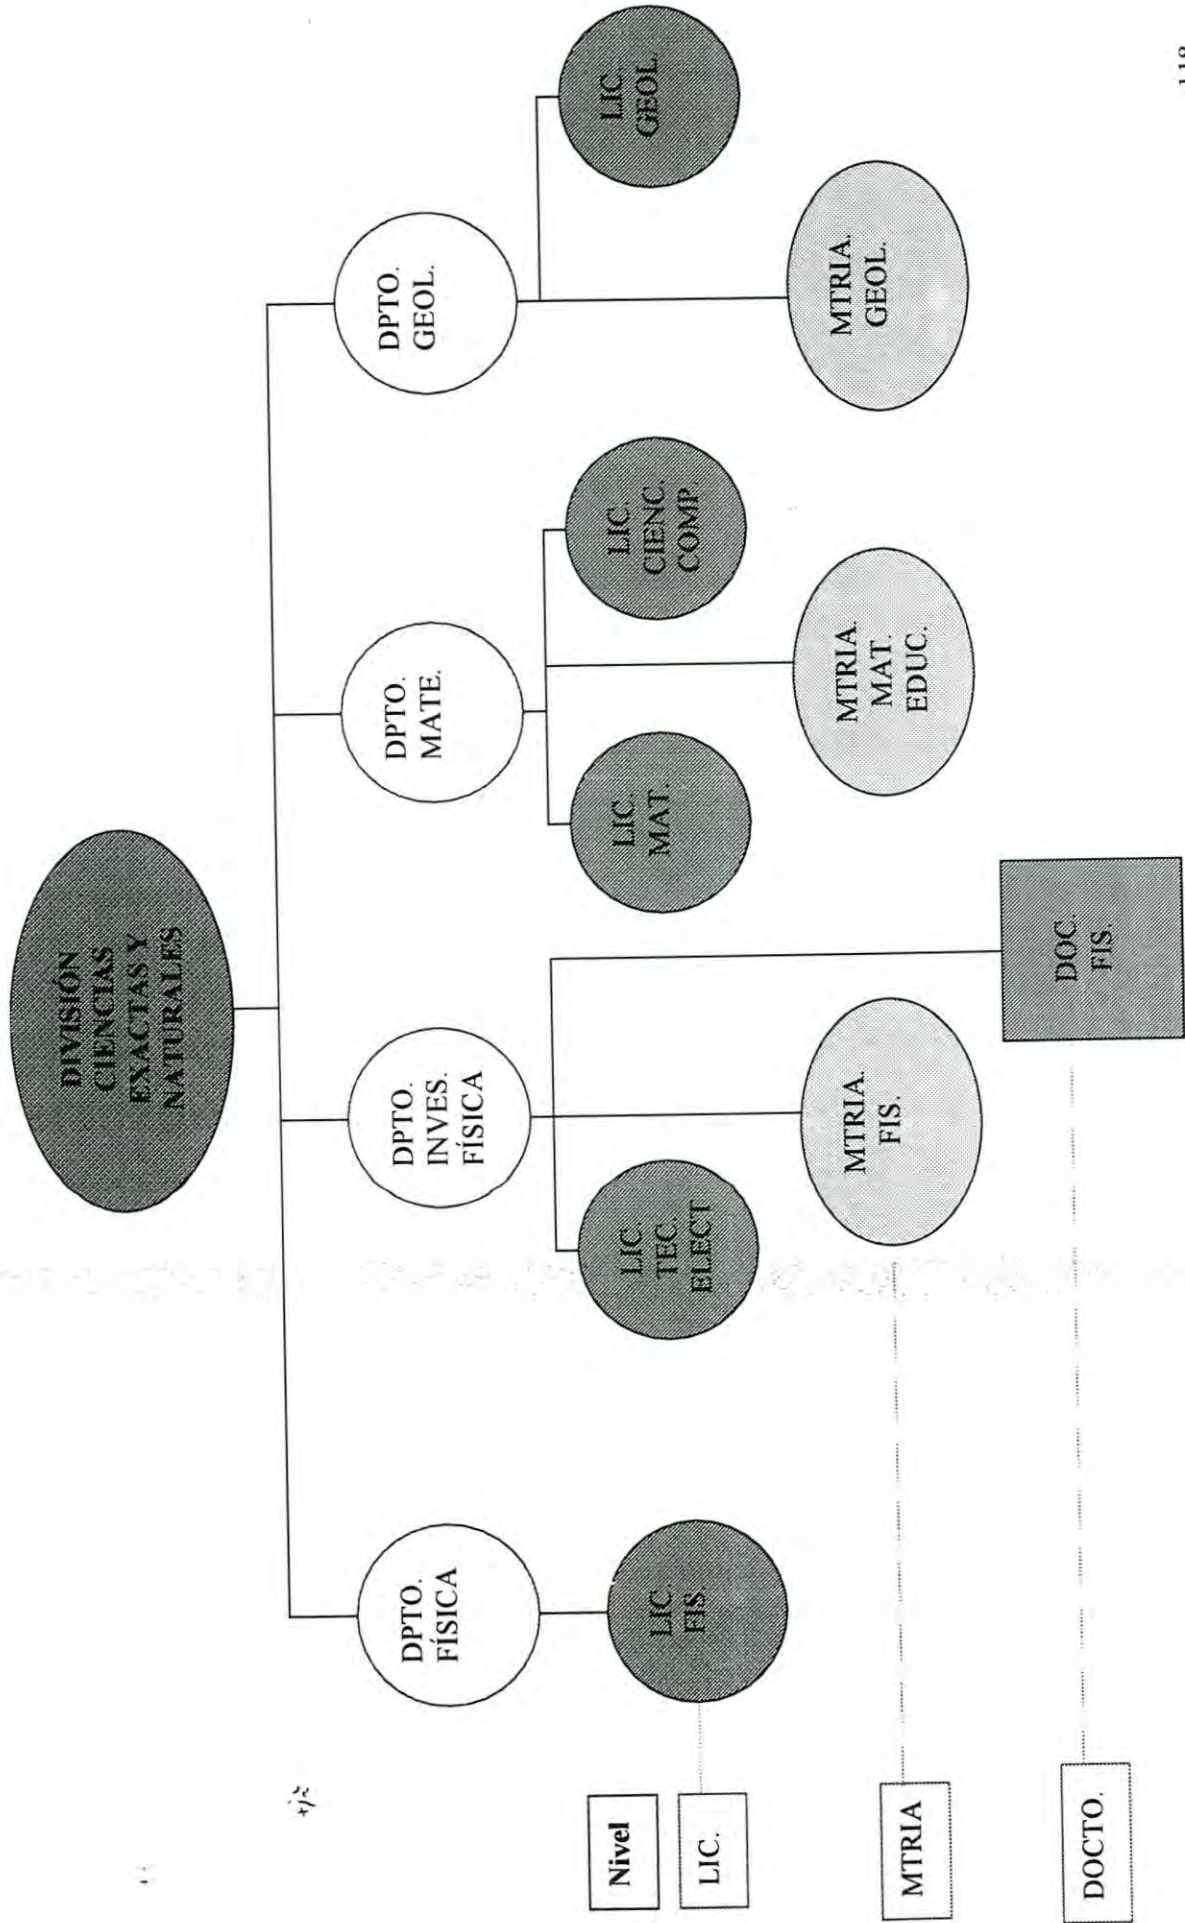 DIVISIÓN
CIENCIAS
EXACTAS Y
NATURALES
DPTO.
FÍSICA
DPTO.
INVES.
FÍSICA
DPTO.
MATE.
DPTO.
GEOL.
Nivel
LIC.
LIC.
FIS.
LIC.
TEC.
ELECT
LIC.
MAT.
LIC.
CIENC.
COMP.
LIC.
GEOL.
MTRIA
MTRIA.
FIS.
MTRIA.
MAT.
EDUC.
MTRIA.
GEOL.
DOCTO.
DOC.
FIS.
118